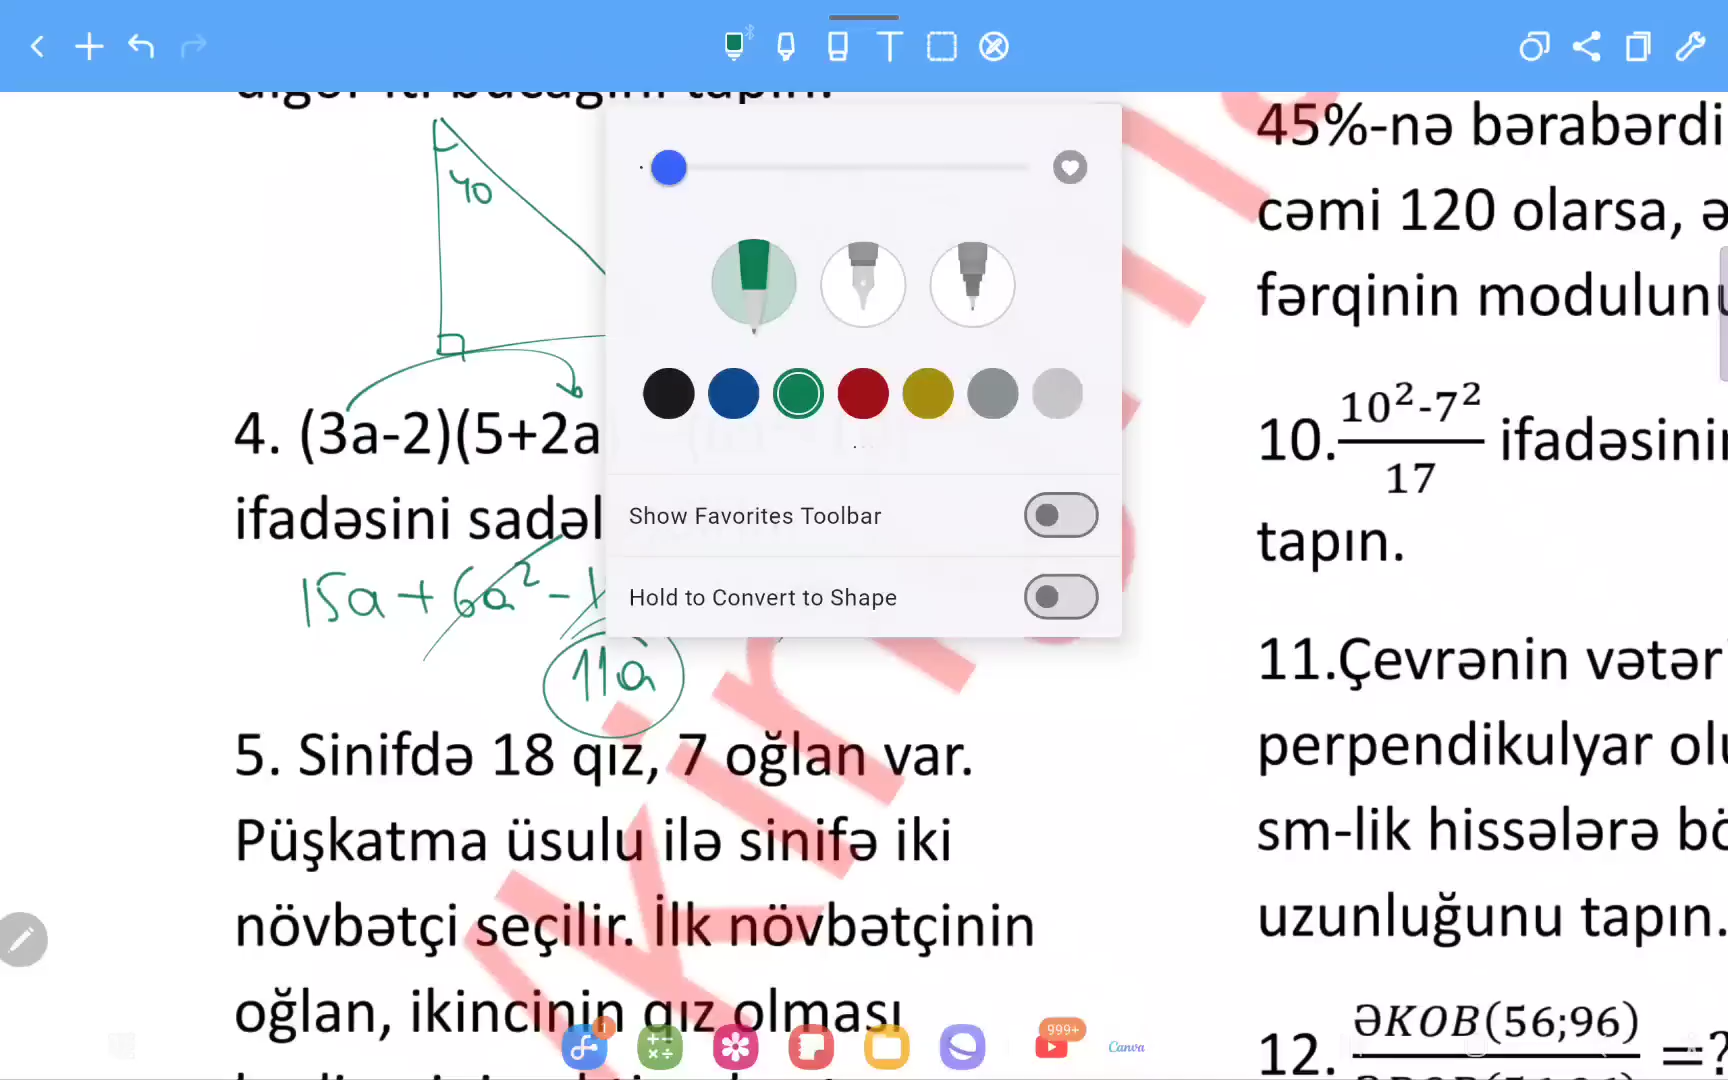 40
4. (3a-2)(5+2a
ifadəsini sadəl
15a + 6a² -
11a
5. Sinifdə 18 qız, 7 oğlan var.
Püşkatma üsulu ilə sinifə iki
növbətçi seçilir. İlk növbətçinin
oğlan, ikincinin qız olması
Show Favorites Toolbar
Hold to Convert to Shape
45%-nə bərabərdi
cəmi 120 olarsa, ə
fərqinin modulunu
10. 10²-7² / 17 ifadəsinin
tapın.
11.Çevrənin vətər
perpendikulyar olu
sm-lik hissələrə bö
uzunluğunu tapın.
12. ƏKOB(56;96) =?
1
999+
Canva